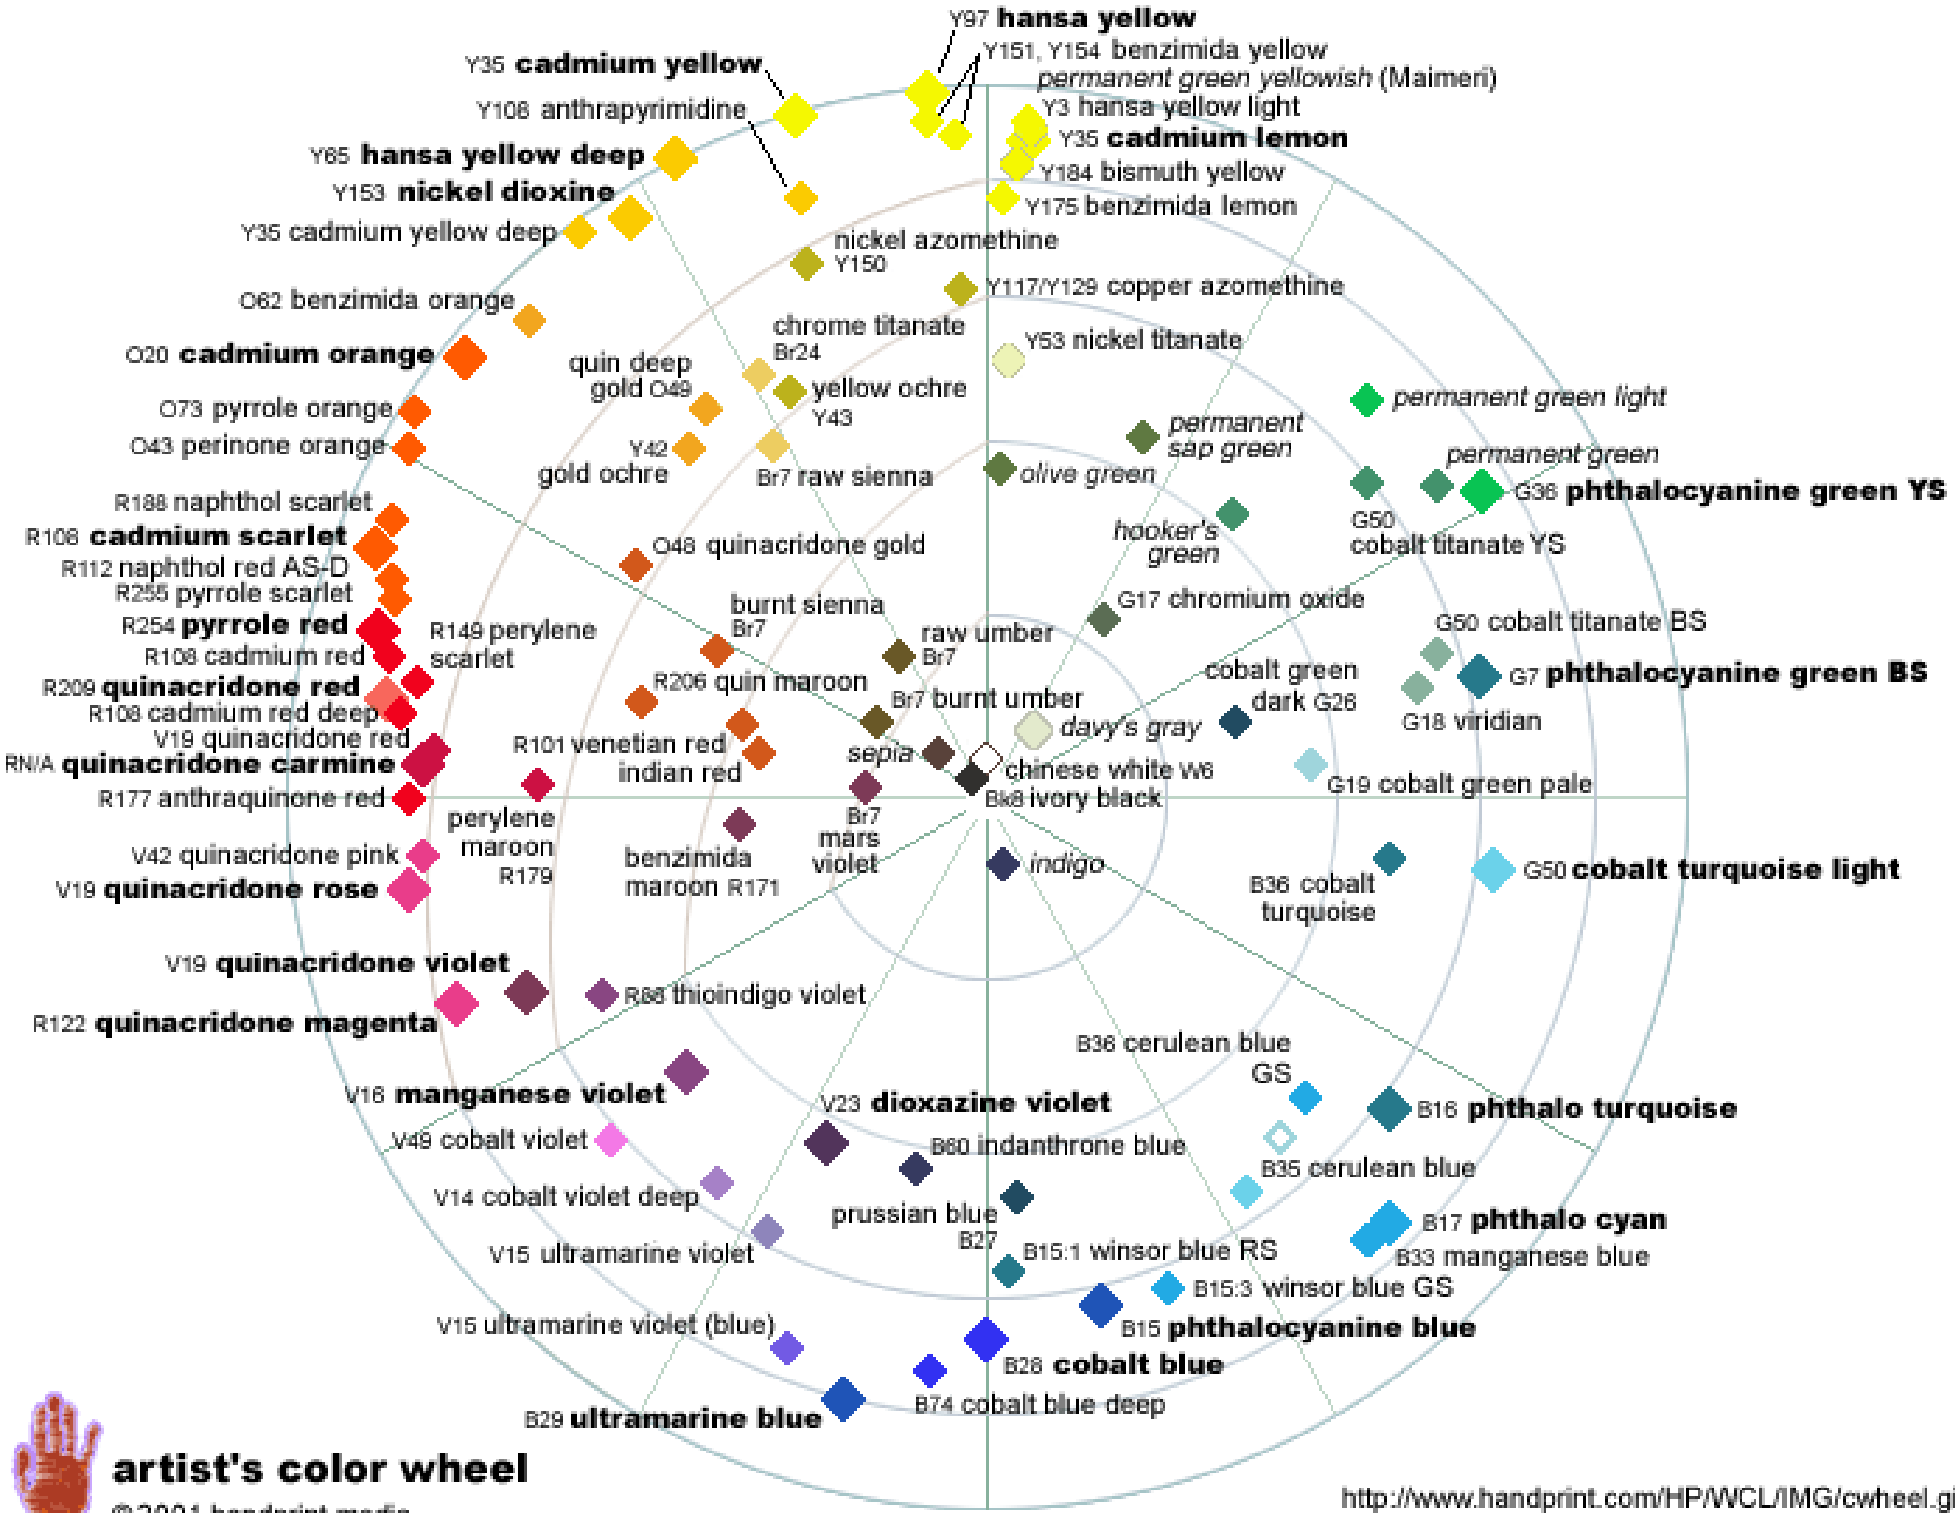 Y97 hansa yellow
Y151, Y154 benzimida yellow
permanent green yellowish (Maimeri)
Y35 cadmium yellow
Y108 anthrapyrimidine
Y3 hansa yellow light
Y35 cadmium lemon
Y65 hansa yellow deep
Y184 bismuth yellow
Y153 nickel dioxine
Y175 benzimida lemon
Y35 cadmium yellow deep
nickel azomethine
Y150
Y117/Y129 copper azomethine
O62 benzimida orange
chrome titanate
Br24
Y53 nickel titanate
O20 cadmium orange
quin deep
gold O49
yellow ochre
Y43
permanent green light
O73 pyrrole orange
permanent
sap green
O43 perinone orange
Y42
gold ochre
Br7 raw sienna
olive green
permanent green
G36 phthalocyanine green YS
R188 naphthol scarlet
G50
cobalt titanate YS
hooker's
green
R108 cadmium scarlet
O48 quinacridone gold
R112 naphthol red AS-D
R255 pyrrole scarlet
burnt sienna
Br7
G17 chromium oxide
R254 pyrrole red
R149 perylene
scarlet
raw umber
Br7
G50 cobalt titanate BS
R108 cadmium red
R209 quinacridone red
R206 quin maroon
cobalt green
dark G26
G7 phthalocyanine green BS
R108 cadmium red deep
Br7 burnt umber
G18 viridian
V19 quinacridone red
R101 venetian red
indian red
sepia
davy's gray
RN/A quinacridone carmine
chinese white W6
G19 cobalt green pale
R177 anthraquinone red
Bk8 ivory black
perylene
maroon
R179
Br7
mars
violet
V42 quinacridone pink
benzimida
maroon R171
indigo
B36 cobalt
turquoise
G50 cobalt turquoise light
V19 quinacridone rose
V19 quinacridone violet
R88 thioindigo violet
R122 quinacridone magenta
B36 cerulean blue
GS
V16 manganese violet
V23 dioxazine violet
B16 phthalo turquoise
V49 cobalt violet
B60 indanthrone blue
B35 cerulean blue
V14 cobalt violet deep
prussian blue
B27
B17 phthalo cyan
V15 ultramarine violet
B15:1 winsor blue RS
B33 manganese blue
B15:3 winsor blue GS
V15 ultramarine violet (blue)
B15 phthalocyanine blue
B28 cobalt blue
B74 cobalt blue deep
B29 ultramarine blue
artist's color wheel
© 2001 handprint media
http://www.handprint.com/HP/WCL/IMG/cwheel.gi